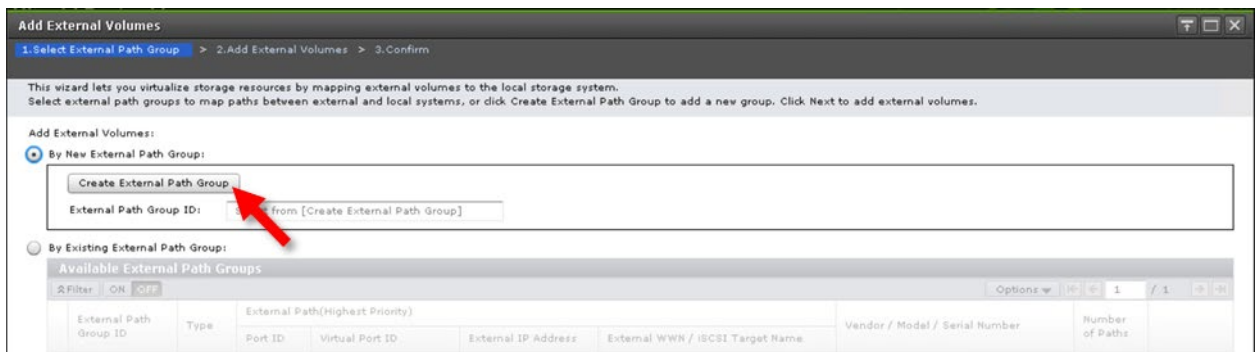 Add External Volumes
1.Select External Path Group > 2.Add External Volumes > 3.Confirm
This wizard lets you virtualize storage resources by mapping external volumes to the local storage system.
Select external path groups to map paths between external and local systems, or click Create External Path Group to add a new group. Click Next to add external volumes.
Add External Volumes:
By New External Path Group:
Create External Path Group
External Path Group ID: from [Create External Path Group]
By Existing External Path Group:
Available External Path Groups
Filter ON OFF Options 1 / 1
External Path Group ID
Type
External Path(Highest Priority)
Port ID Virtual Port ID External IP Address External WWN / iSCSI Target Name
Vendor / Model / Serial Number
Number of Paths